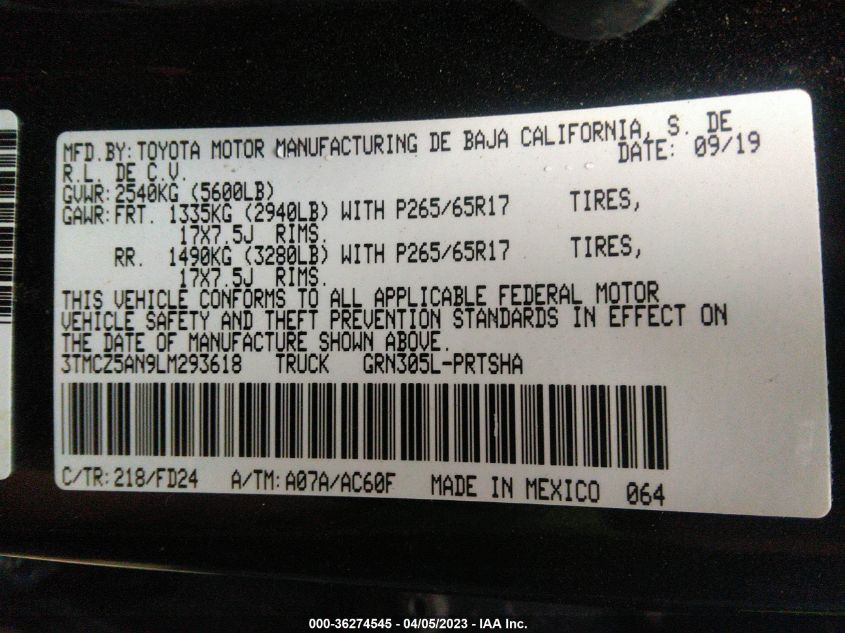 MFD.BY:TOYOTA MOTOR MANUFACTURING DE BAJA CALIFORNIA, S. DE
R.L. DE C.V. DATE: 09/19
GVWR:2540KG (5600LB)
GAWR:FRT. 1335KG (2940LB) WITH P265/65R17 TIRES,
17X7.5J RIMS.
RR. 1490KG (3280LB) WITH P265/65R17 TIRES,
17X7.5J RIMS.
THIS VEHICLE CONFORMS TO ALL APPLICABLE FEDERAL MOTOR
VEHICLE SAFETY AND THEFT PREVENTION STANDARDS IN EFFECT ON
THE DATE OF MANUFACTURE SHOWN ABOVE.
3TMCZ5AN9LM293618 TRUCK GRN305L-PRTSHA
C/TR:218/FD24 A/TM:A07A/AC60F MADE IN MEXICO 064
000-36274545 - 04/05/2023 - IAA Inc.